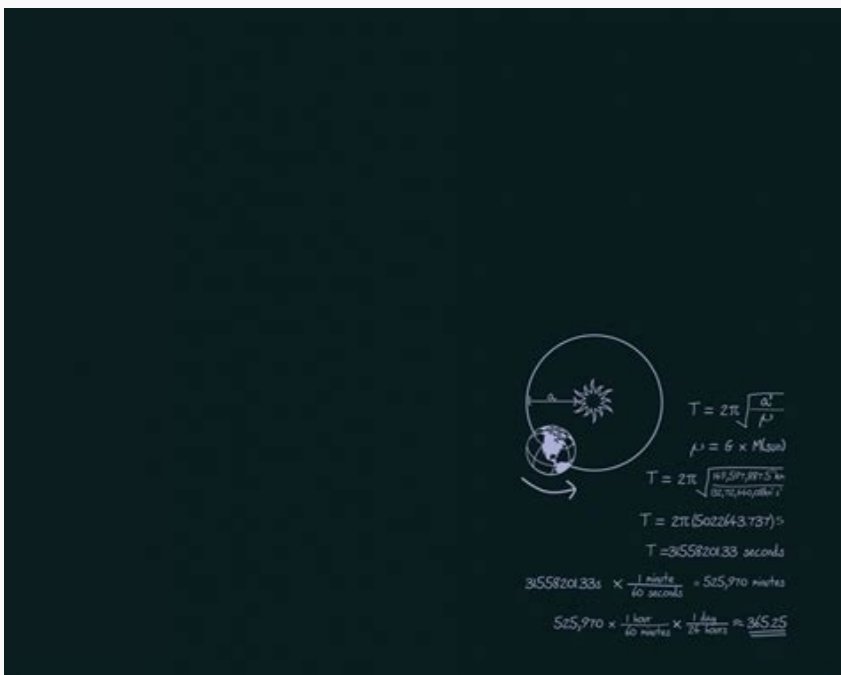 a
T = 2π√(a³/μ)
μ = G × M(sun)
T = 2π√
T = 2π(5022643.737)s
T = 31558201.33 seconds
31558201.33s × 1 minute/60 seconds = 525,970 minutes
525,970 × 1 hour/60 minutes × 1 day/24 hours ≈ 365.25